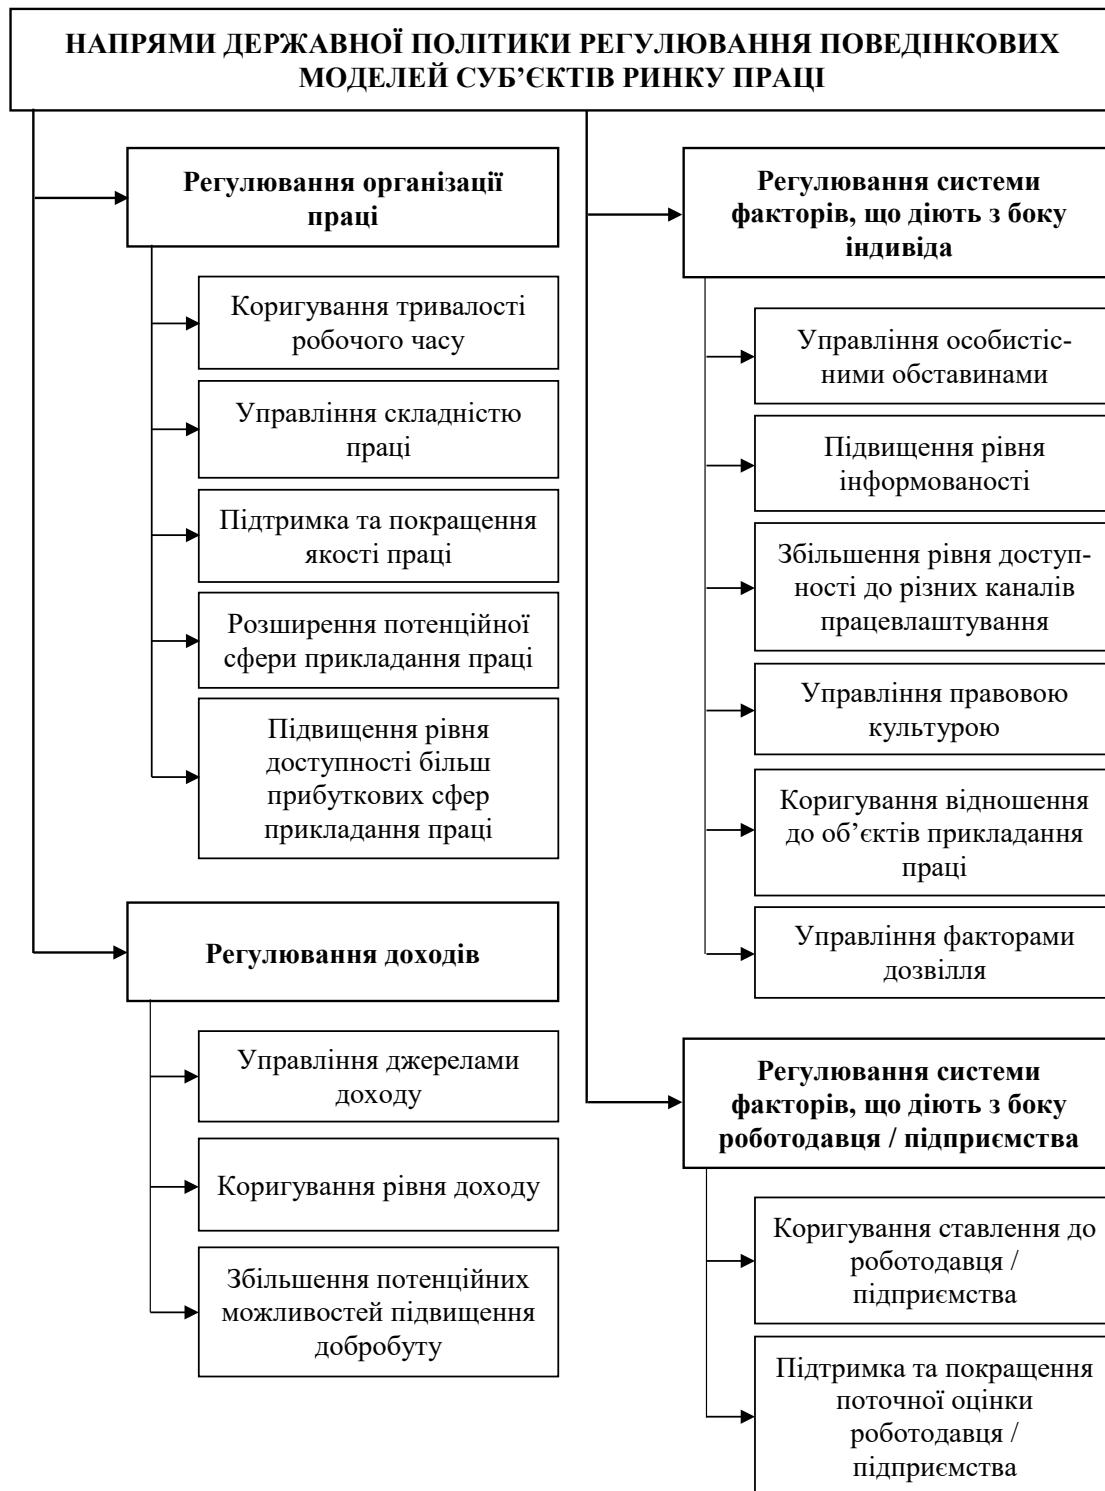 НАПРЯМИ ДЕРЖАВНОЇ ПОЛІТИКИ РЕГУЛЮВАННЯ ПОВЕДІНКОВИХ
МОДЕЛЕЙ СУБ’ЄКТІВ РИНКУ ПРАЦІ
Регулювання організації
праці
Коригування тривалості
робочого часу
Управління складністю
праці
Підтримка та покращення
якості праці
Розширення потенційної
сфери прикладання праці
Підвищення рівня
доступності більш
прибуткових сфер
прикладання праці
Регулювання доходів
Управління джерелами
доходу
Коригування рівня доходу
Збільшення потенційних
можливостей підвищення
добробуту
Регулювання системи
факторів, що діють з боку
індивіда
Управління особистіс-
ними обставинами
Підвищення рівня
інформованості
Збільшення рівня доступ-
ності до різних каналів
працевлаштування
Управління правовою
культурою
Коригування відношення
до об’єктів прикладання
праці
Управління факторами
дозвілля
Регулювання системи
факторів, що діють з боку
роботодавця / підприємства
Коригування ставлення до
роботодавця /
підприємства
Підтримка та покращення
поточної оцінки
роботодавця /
підприємства